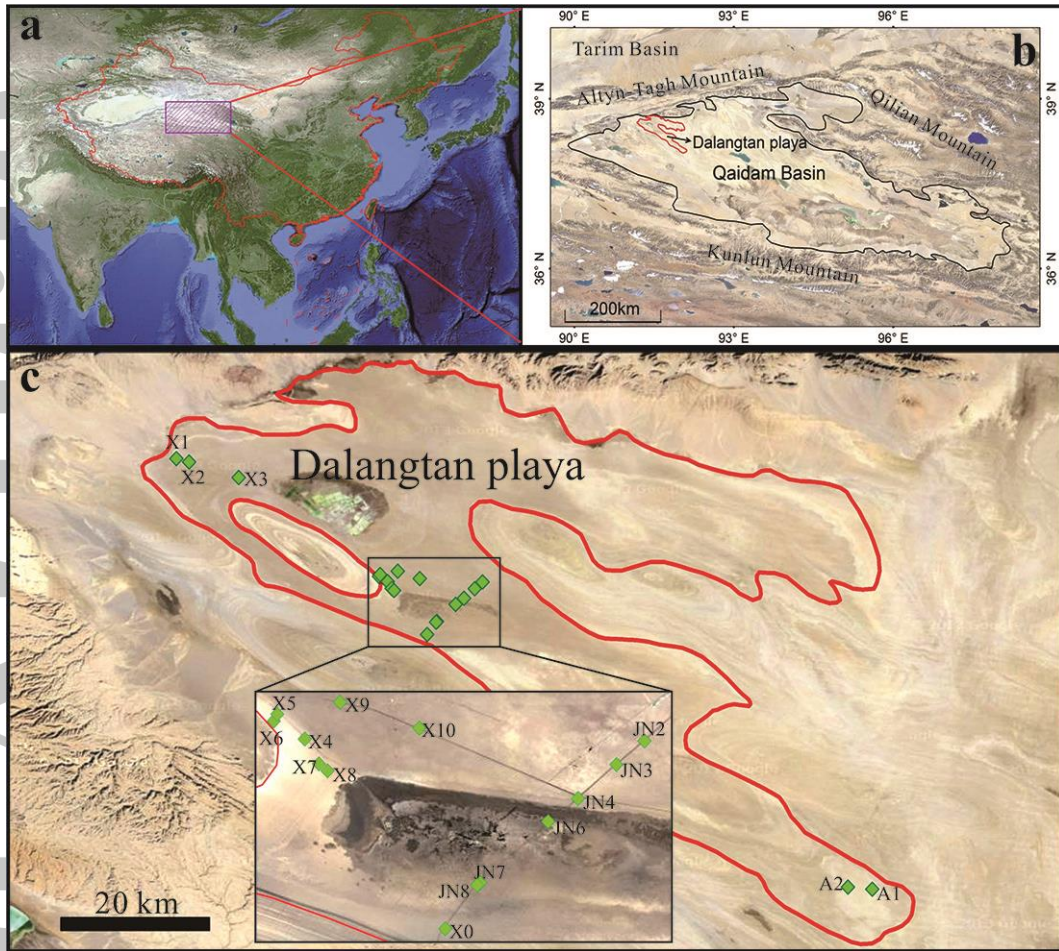 a
b
90°E
93°E
96°E
39°N
36°N
Tarim Basin
Altyn-Tagh Mountain
Qilian Mountain
Dalangtan playa
Qaidam Basin
Kunlun Mountain
200km
39°N
36°N
90°E
93°E
96°E
c
X1
X2
X3
Dalangtan playa
X5
X9
X6
X4
X10
JN2
X7
X8
JN3
JN4
JN6
JN7
JN8
X0
A2
A1
20 km